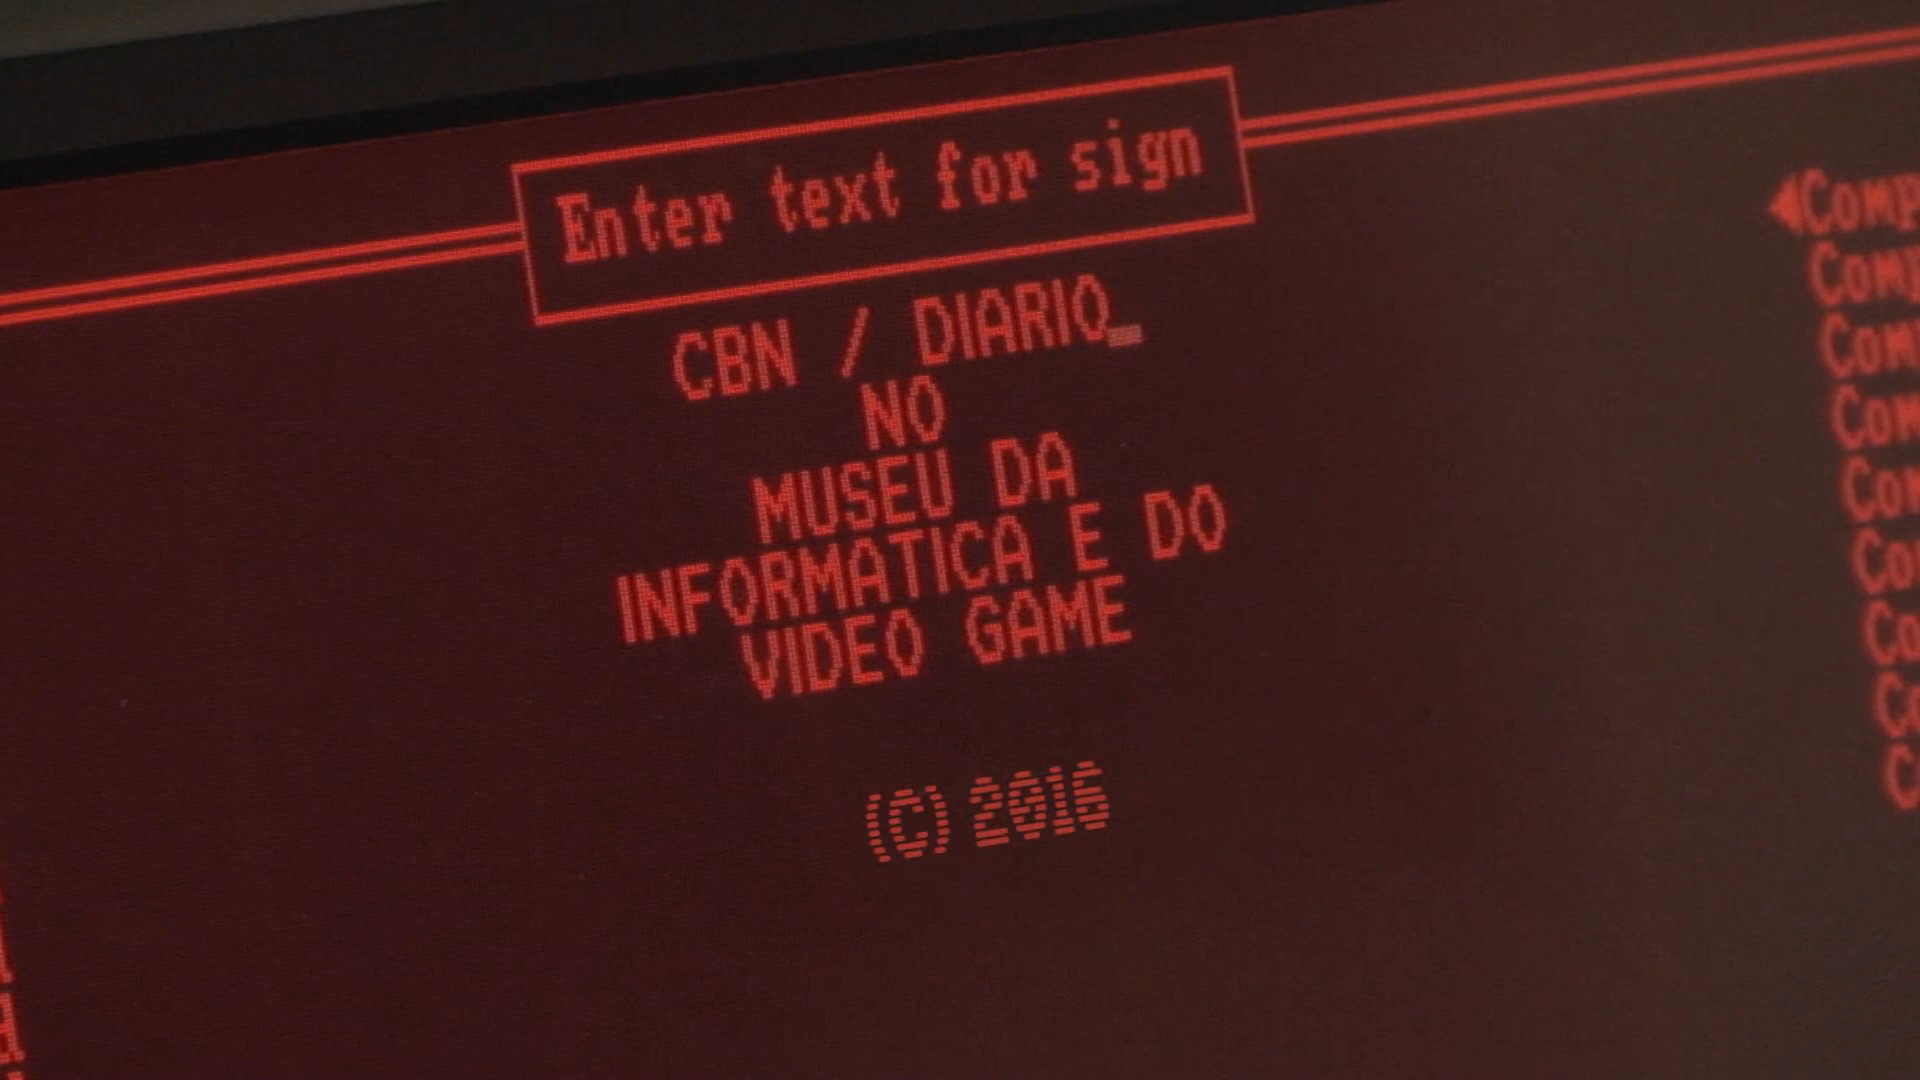 Enter text for sign
CBN / DIARIO_
NO
MUSEU DA
INFORMATICA E DO
VIDEO GAME
(C) 2016